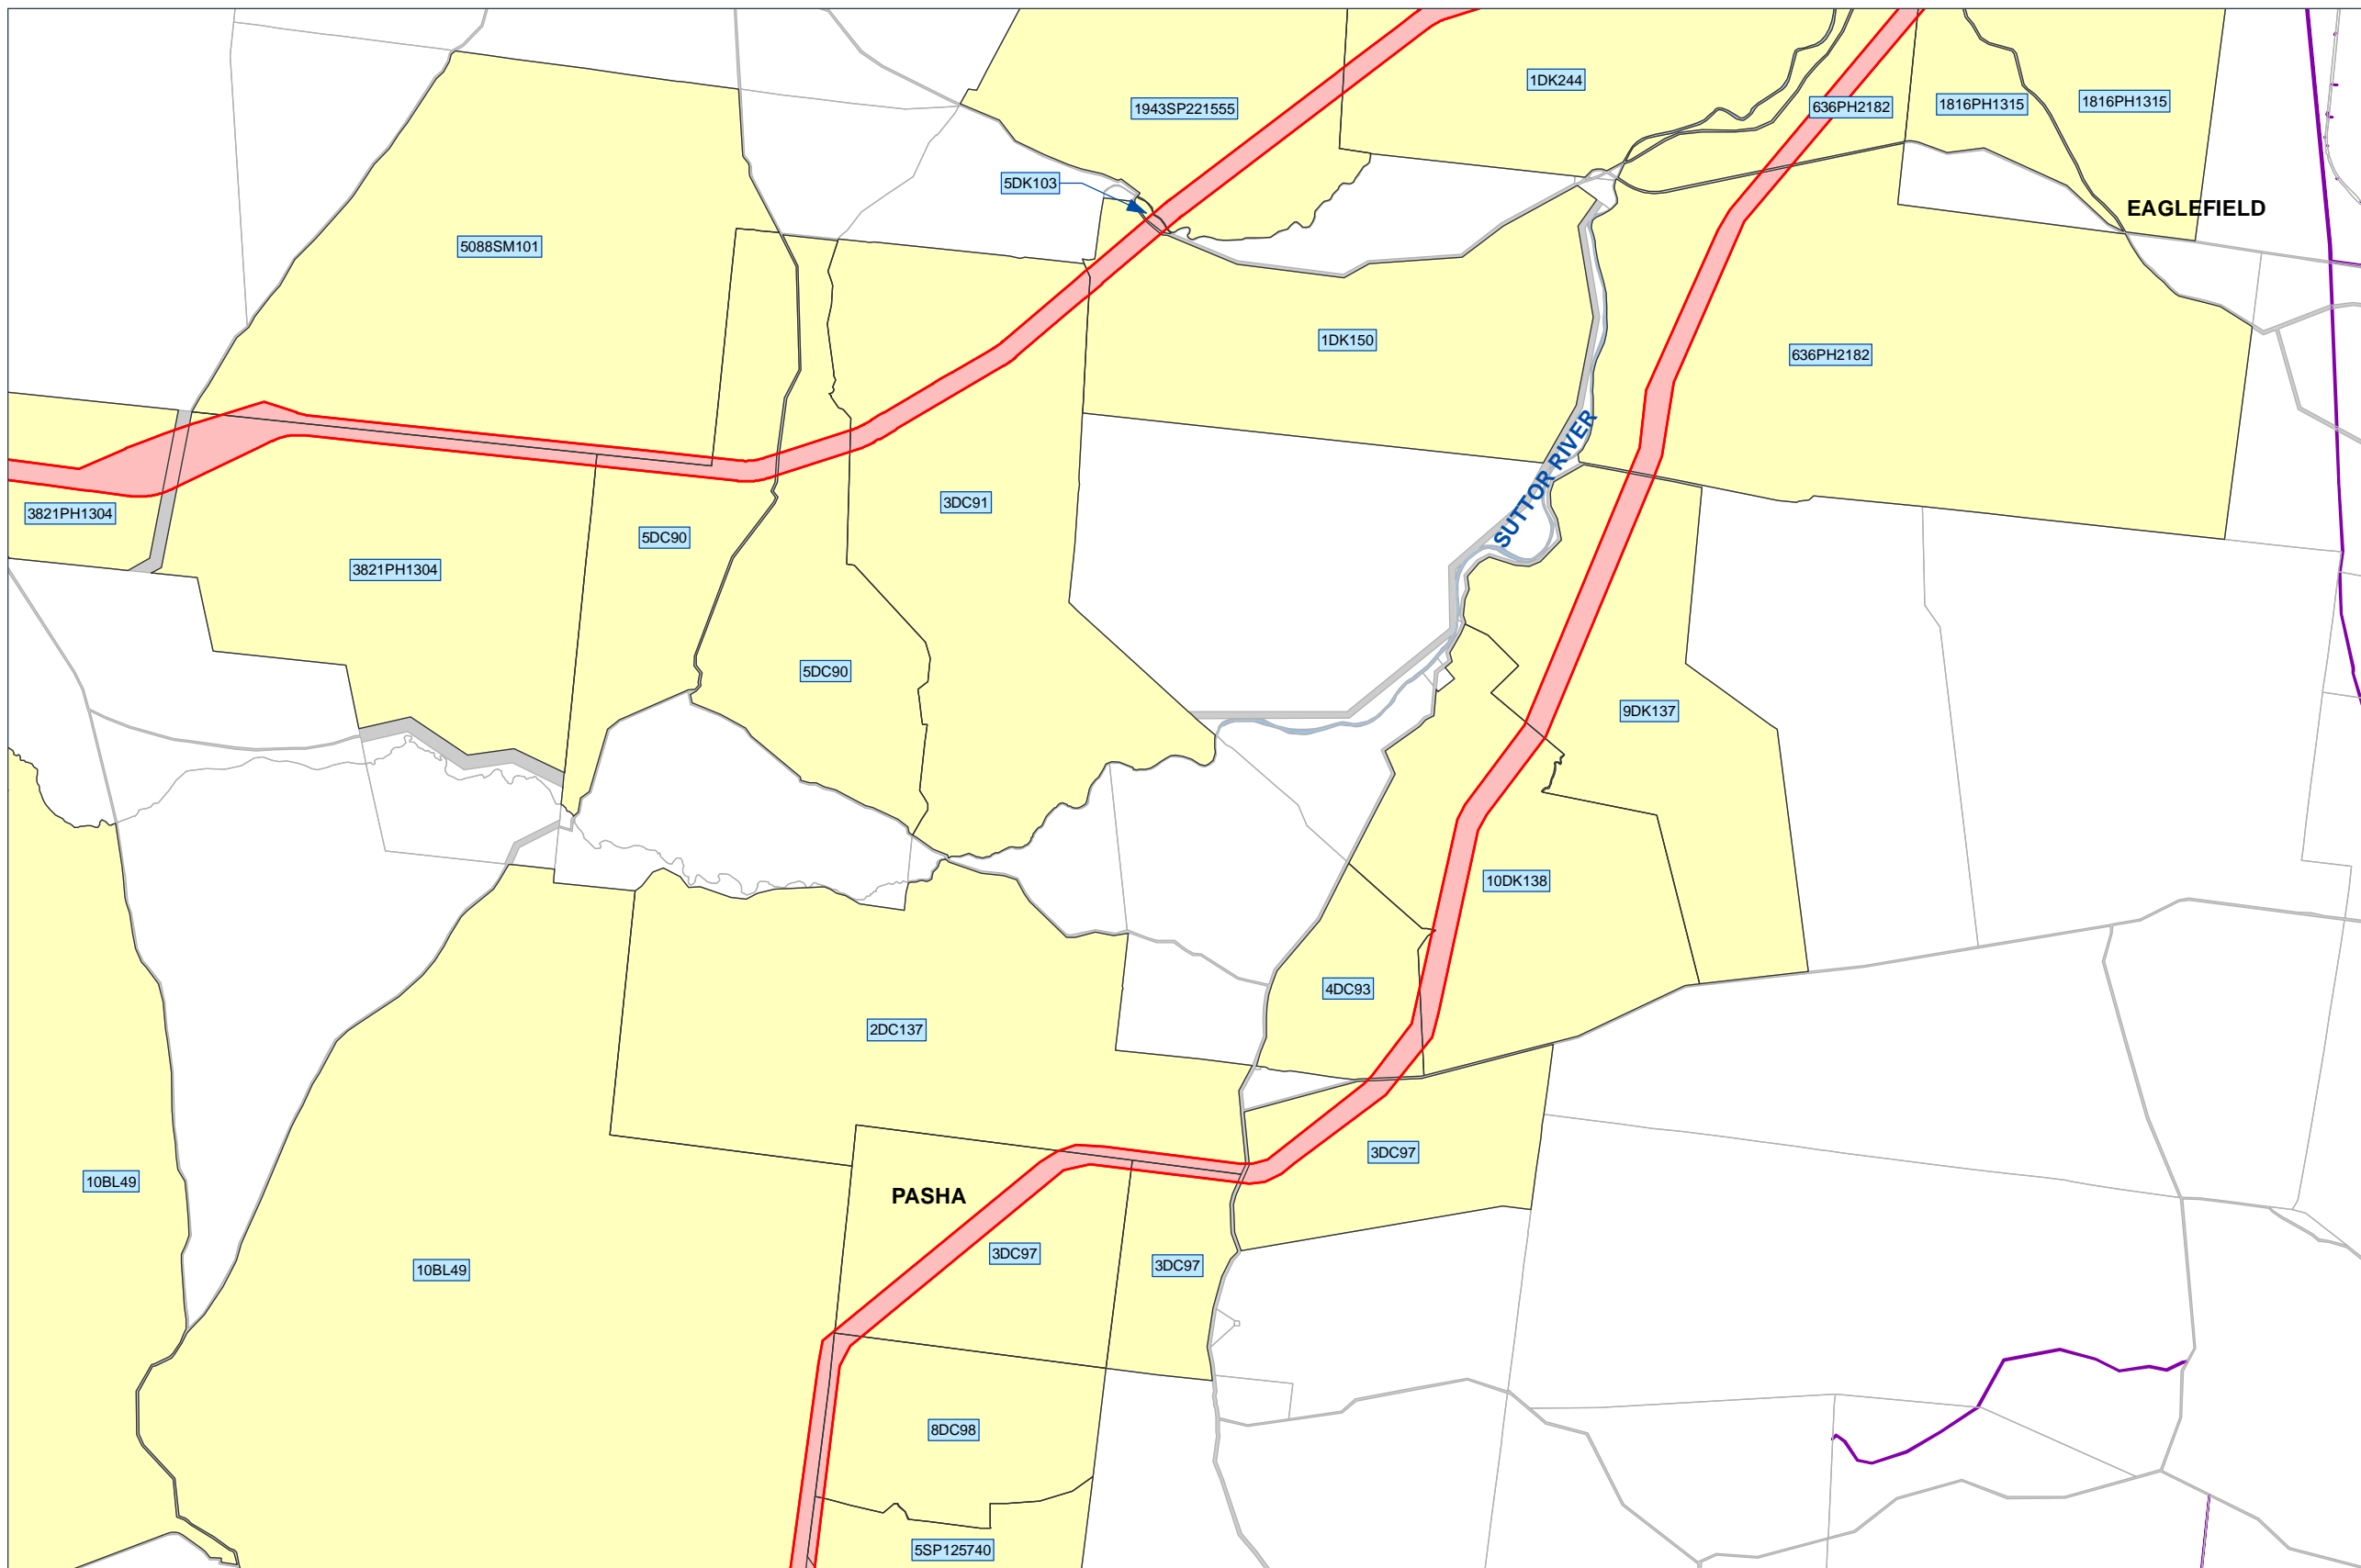 1DK244
1943SP221555
636PH2182
1816PH1315
1816PH1315
5DK103
EAGLEFIELD
5088SM101
1DK150
636PH2182
SUTTOR RIVER
3821PH1304
3DC91
5DC90
3821PH1304
5DC90
9DK137
10DK138
4DC93
2DC137
3DC97
10BL49
PASHA
3DC97
3DC97
10BL49
8DC98
5SP125740